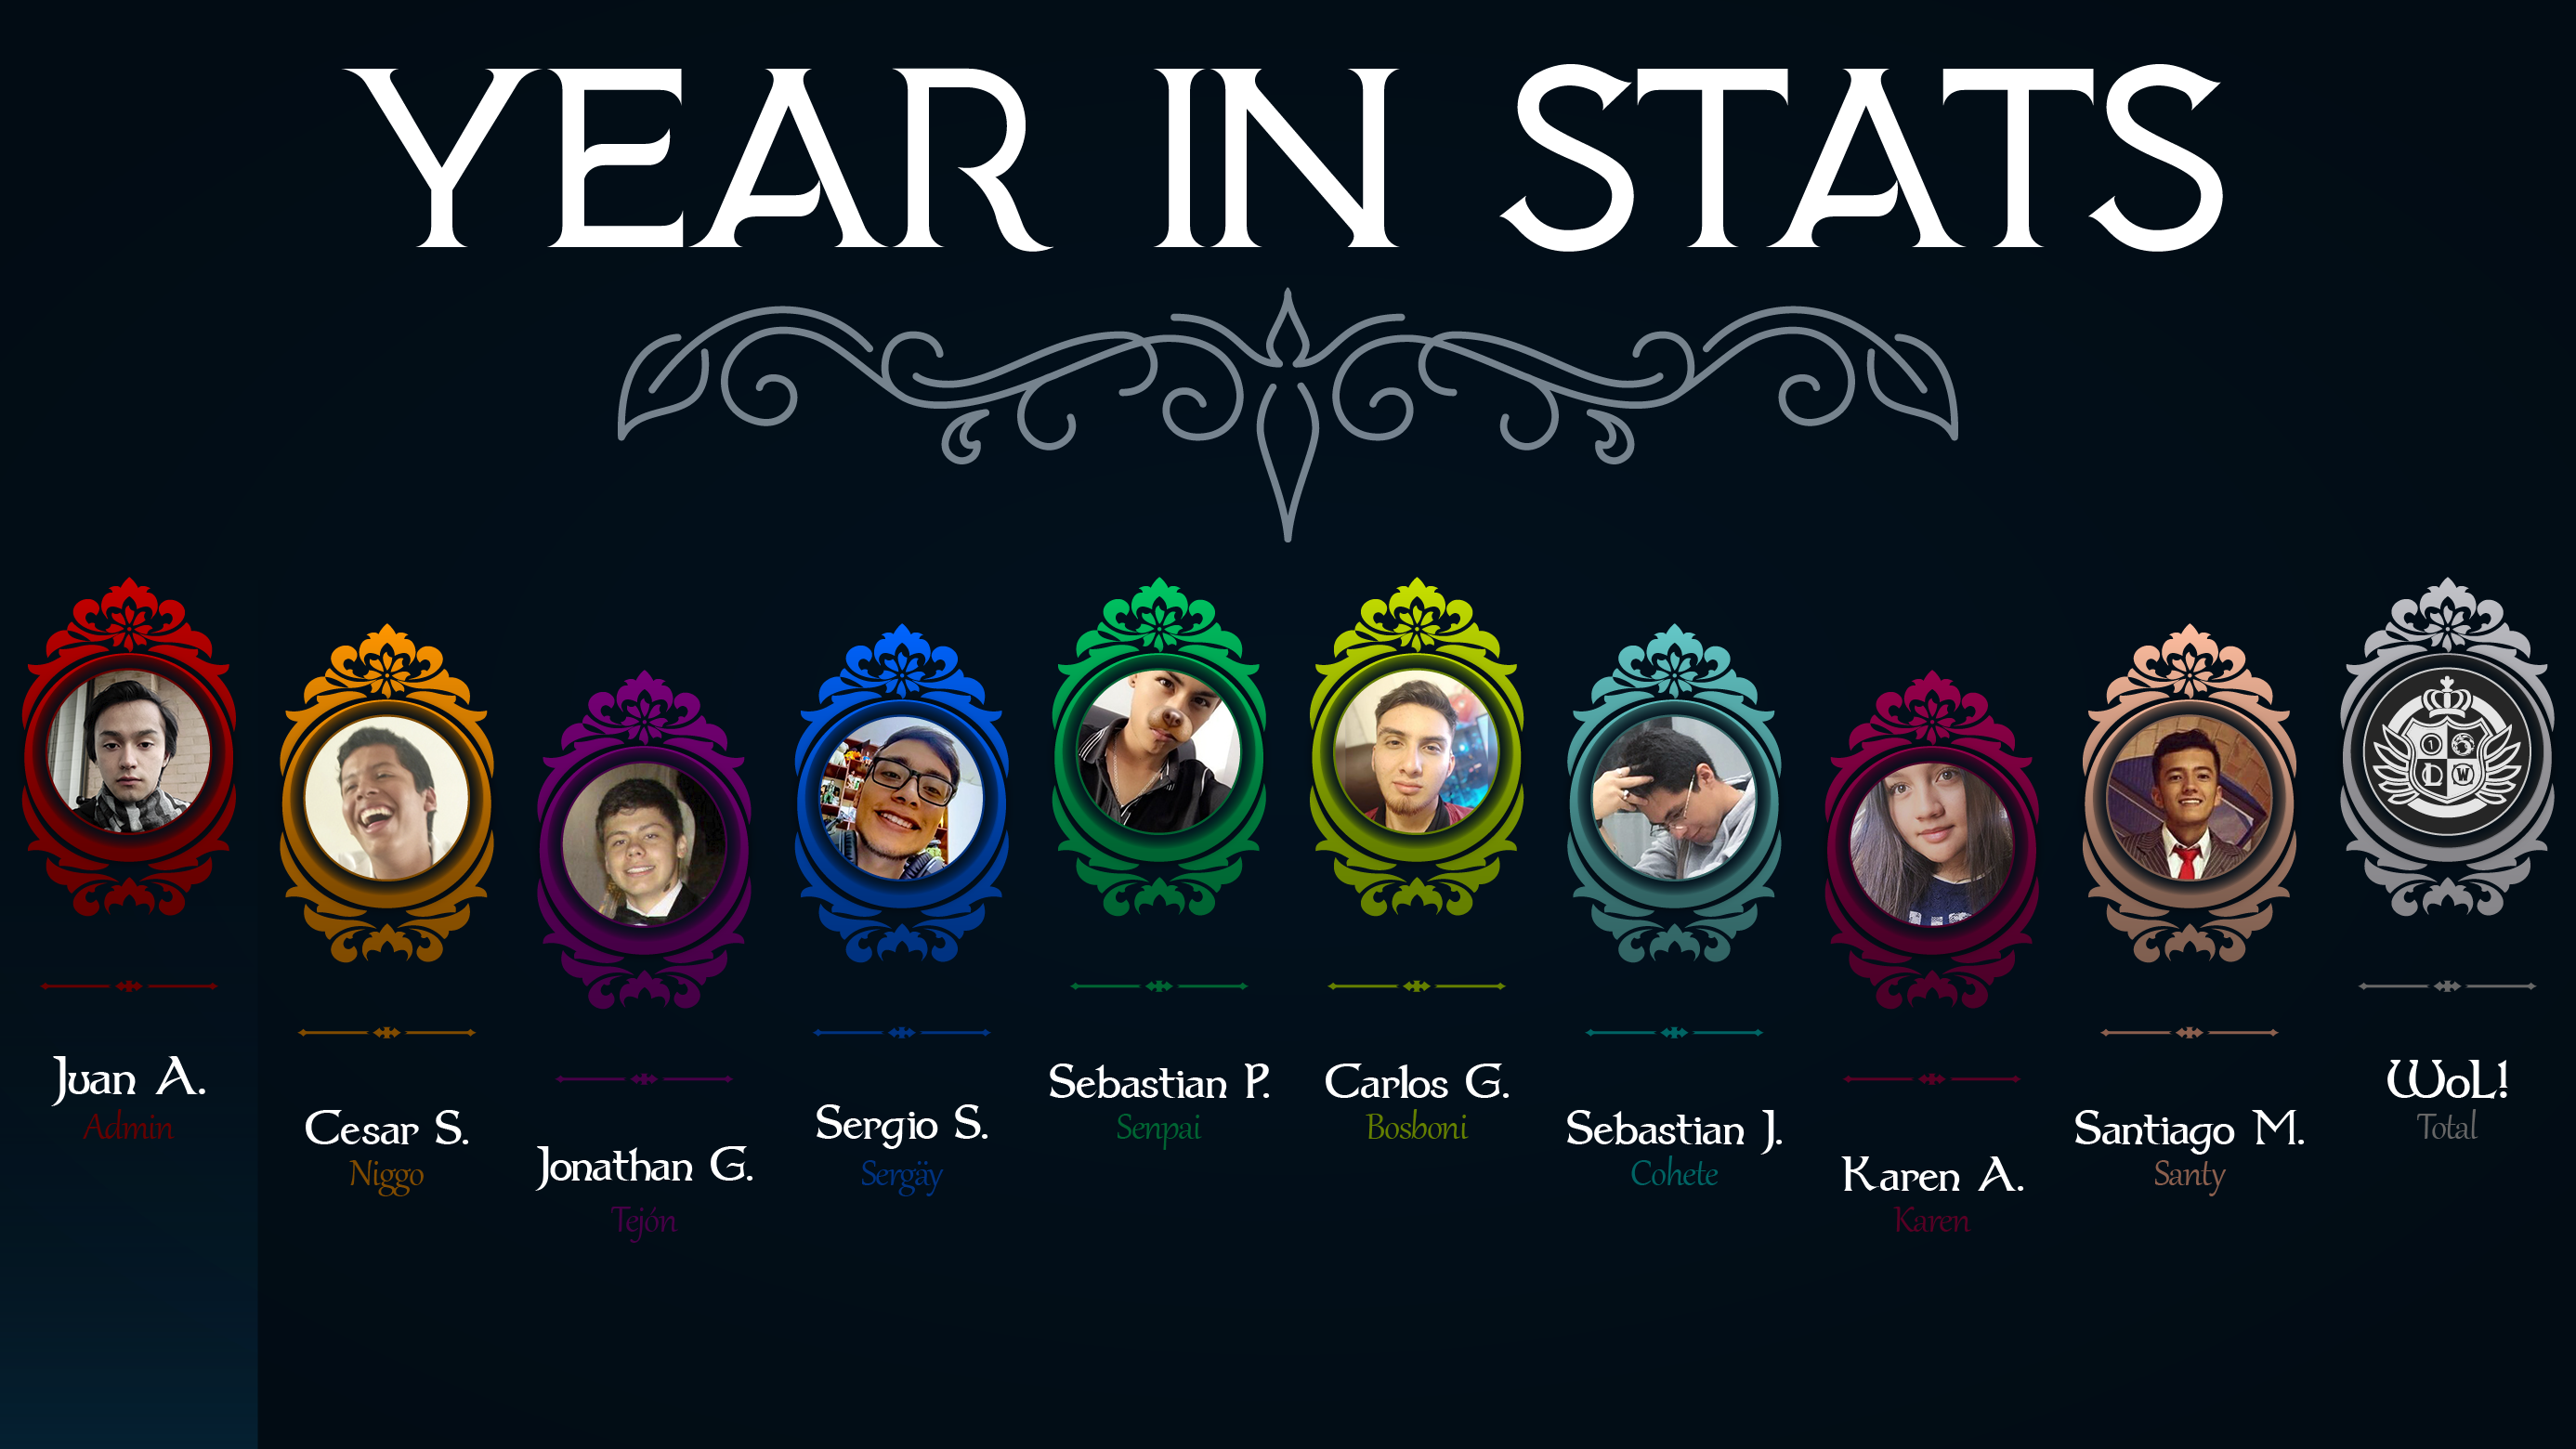 YEAR IN STATS
Juan A.
Admin
Cesar S.
Niggo
Jonathan G.
Tejón
Sergio S.
Sergäy
Sebastian P.
Senpai
Carlos G.
Bosboni
Sebastian J.
Cohete
Karen A.
Karen
Santiago M.
Santy
1
L W
WoL!
Total